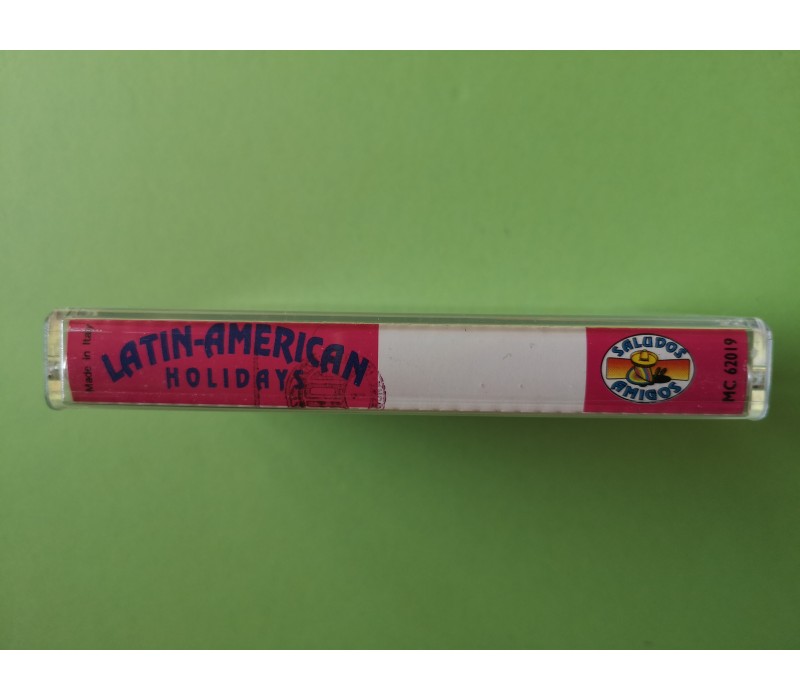 Made in Italy
LATIN-AMERICAN
HOLIDAYS
SALUDOS
AMIGOS
MC 62019